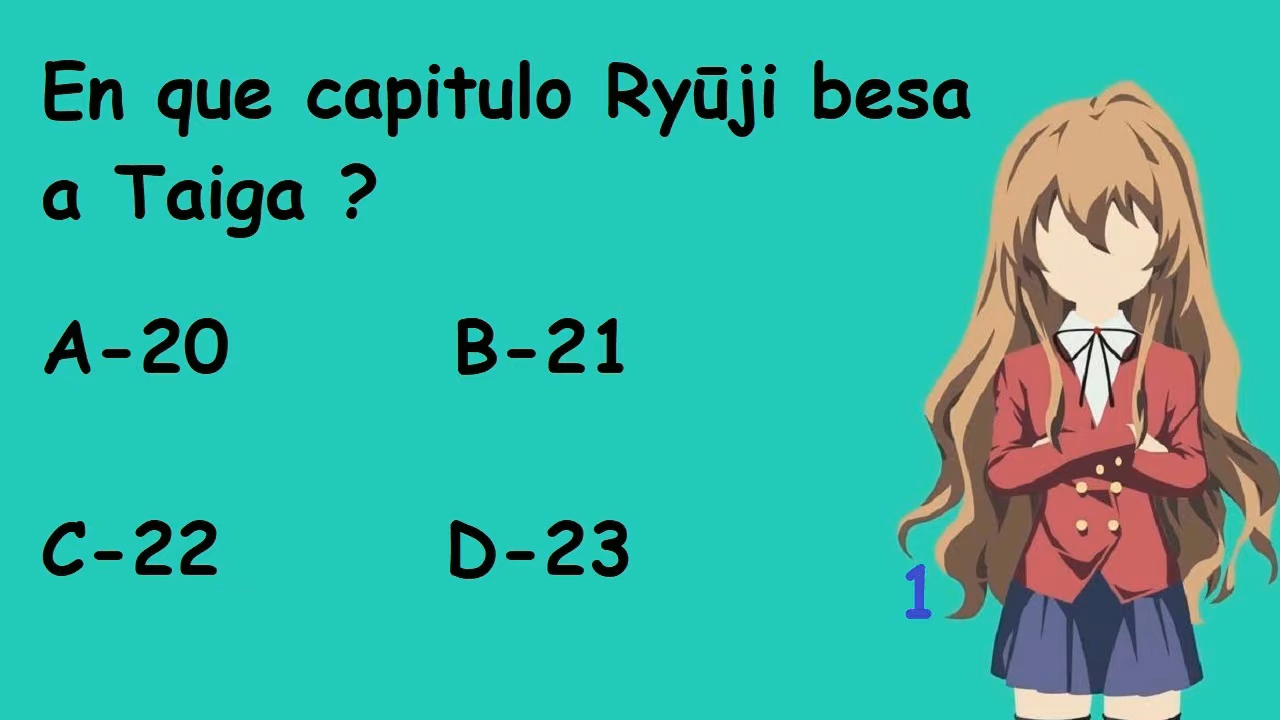 En que capitulo Ryūji besa
a Taiga ?
A-20 B-21
C-22 D-23
1